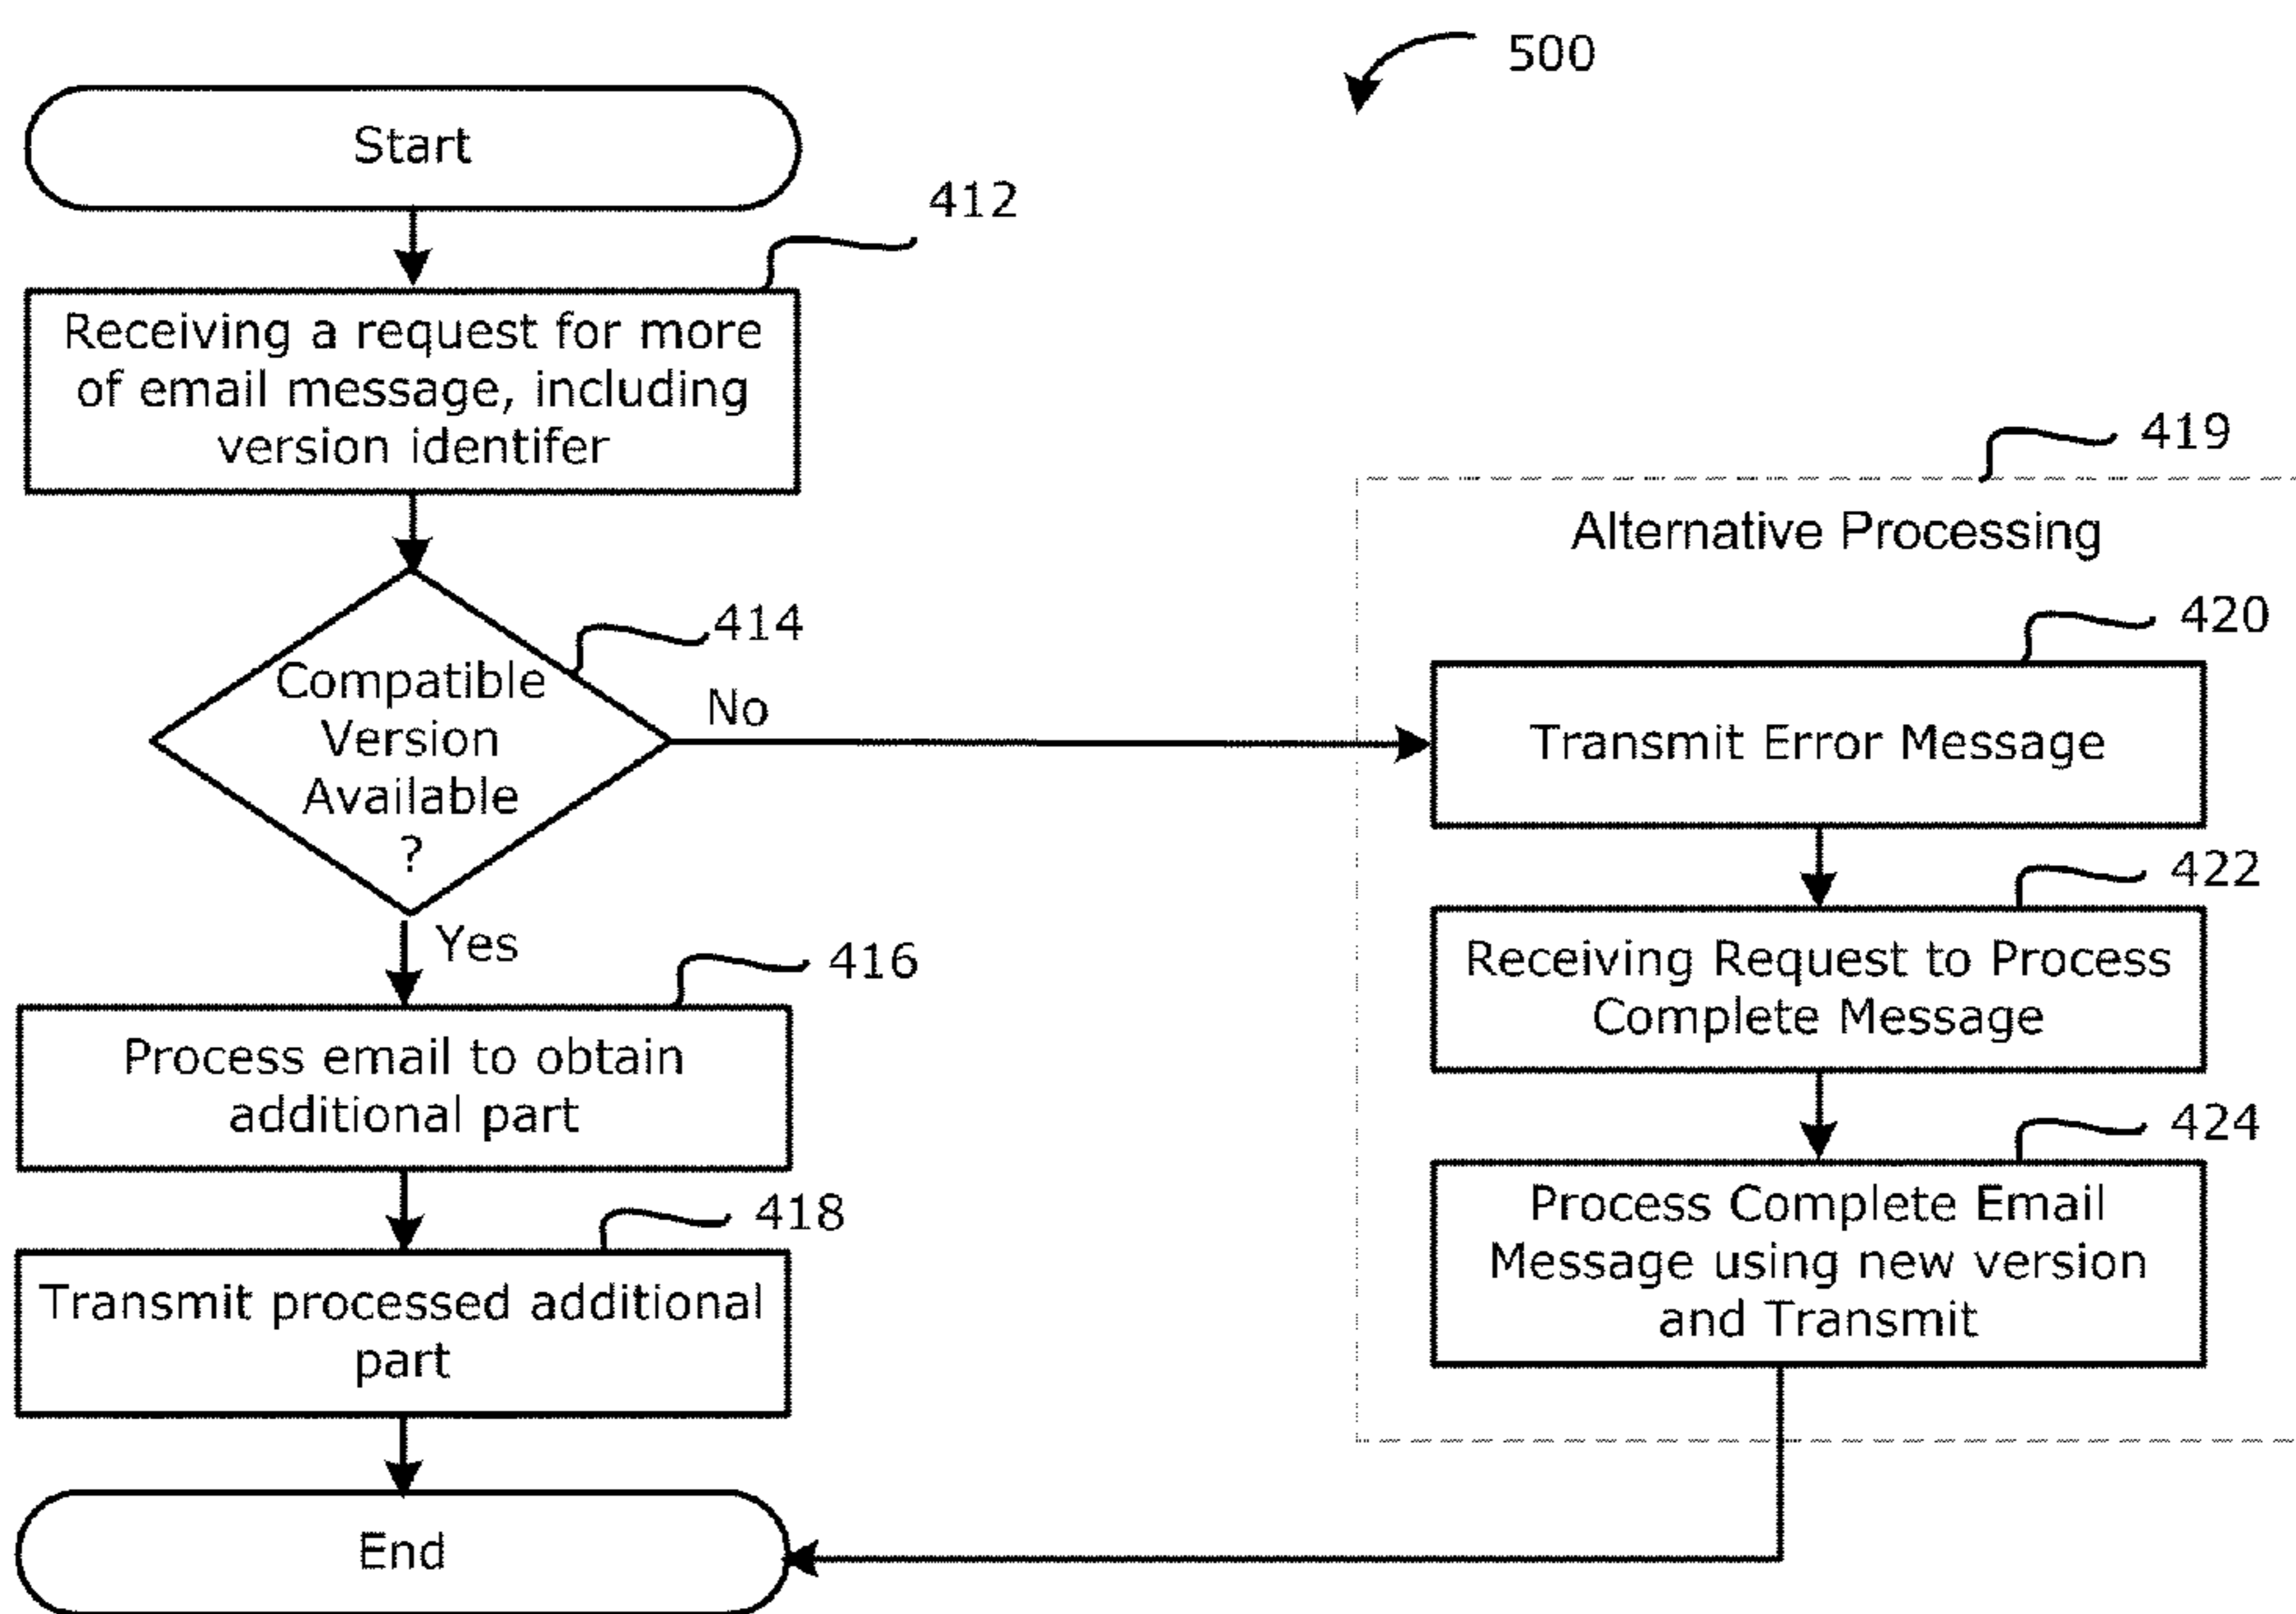 500
Start
412
Receiving a request for more
of email message, including
version identifer
419
Alternative Processing
414
Compatible
Version
Available
?
No
Yes
420
Transmit Error Message
422
Receiving Request to Process
Complete Message
424
Process Complete Email
Message using new version
and Transmit
416
Process email to obtain
additional part
418
Transmit processed additional
part
End